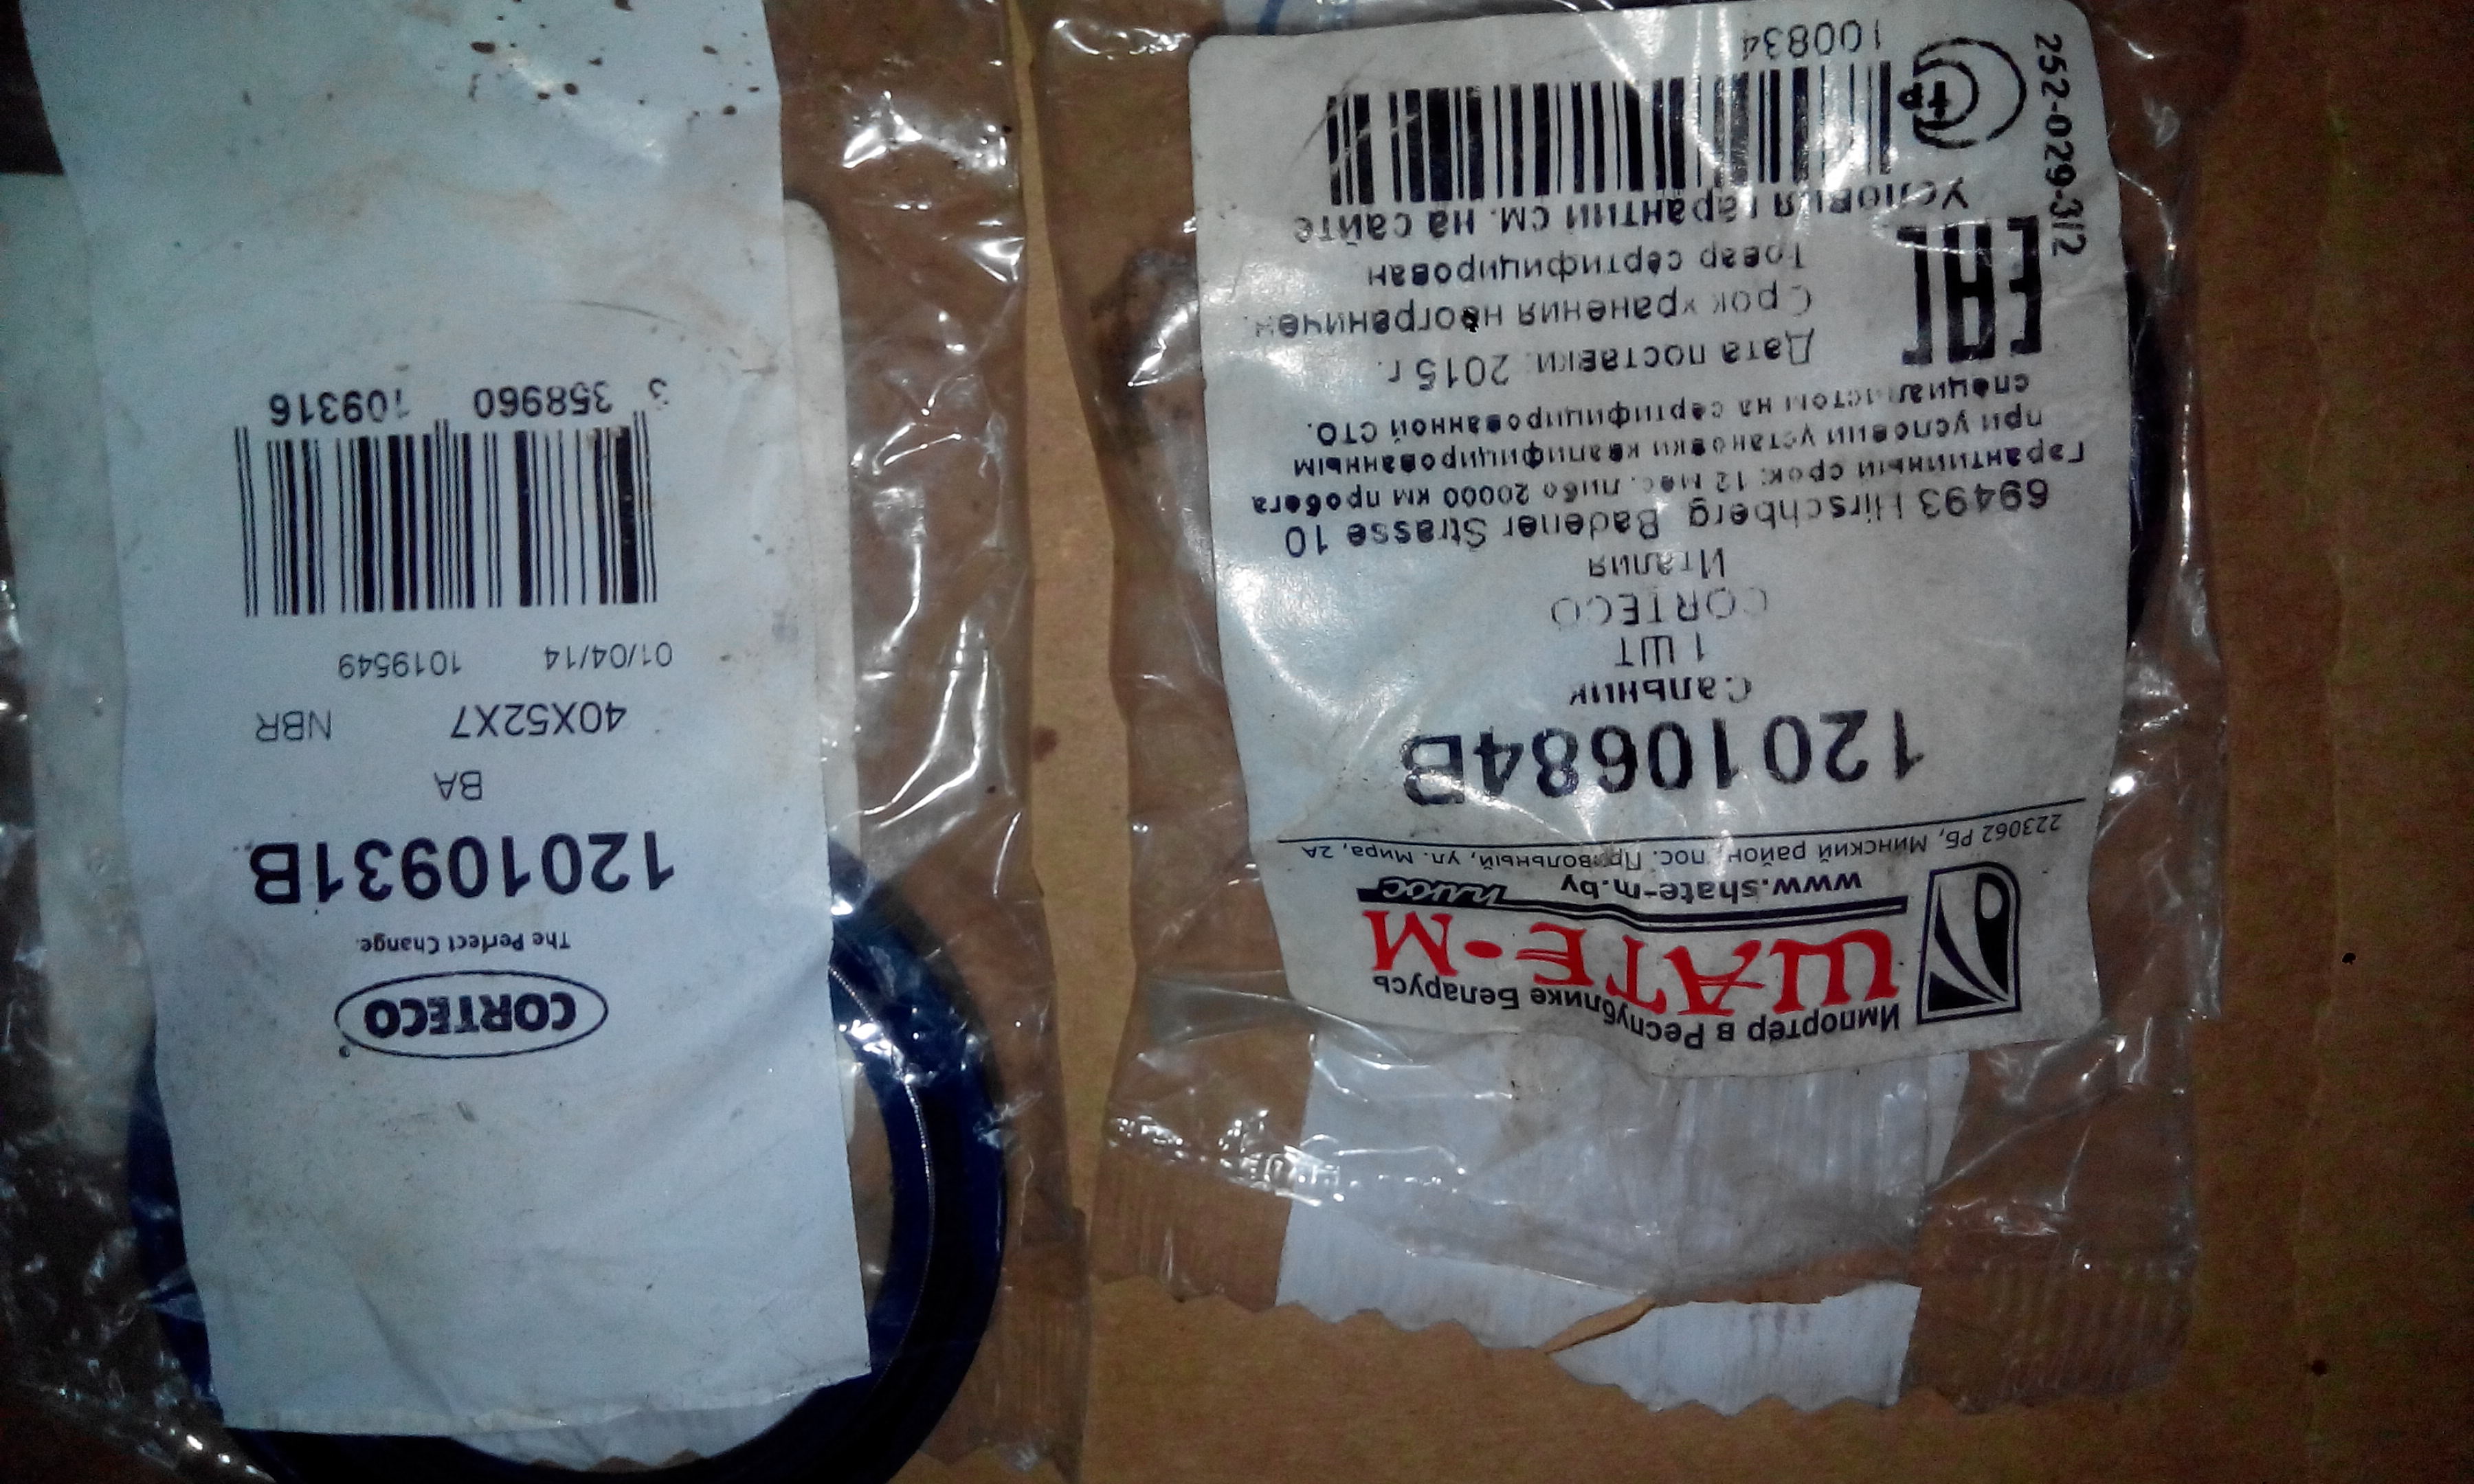 CORTECO
The Perfect Change.
12010931B
BA
40X52X7 NBR
01/04/14 1019549
3 358960 109316
Импортёр в Республике Беларусь
ШАТЕ-М
плюс
www.shate-m.by
223062 РБ, Минский район, пос. Привольный, ул. Мира, 2А
12010684B
Сальник
1 ШТ
CORTECO
Италия
69493 Hirschberg Badener Strasse 10
Гарантийный срок: 12 мес. либо 20000 км пробега
при условии установки квалифицированным
специалистом на сертифицированной СТО.
Дата поставки: 2015 г.
Срок хранения неограничен.
Товар сертифицирован
Условия гарантии см. на сайте
EAC
100834
252-029-3/2